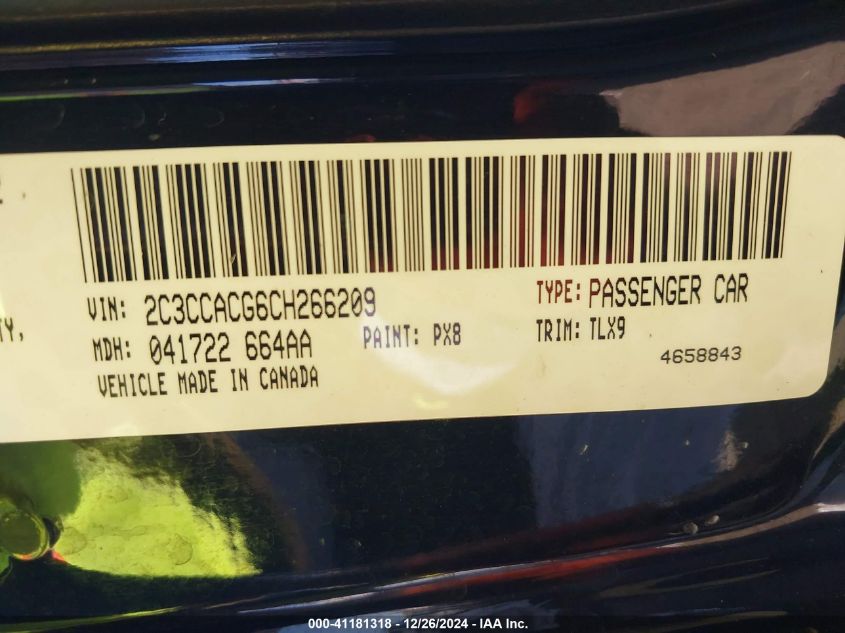 VIN: 2C3CCACG6CH266209 TYPE: PASSENGER CAR
TY,
MDH: 041722 664AA PAINT: PX8 TRIM: TLX9
4658843
VEHICLE MADE IN CANADA
000-41181318 - 12/26/2024 - IAA Inc.